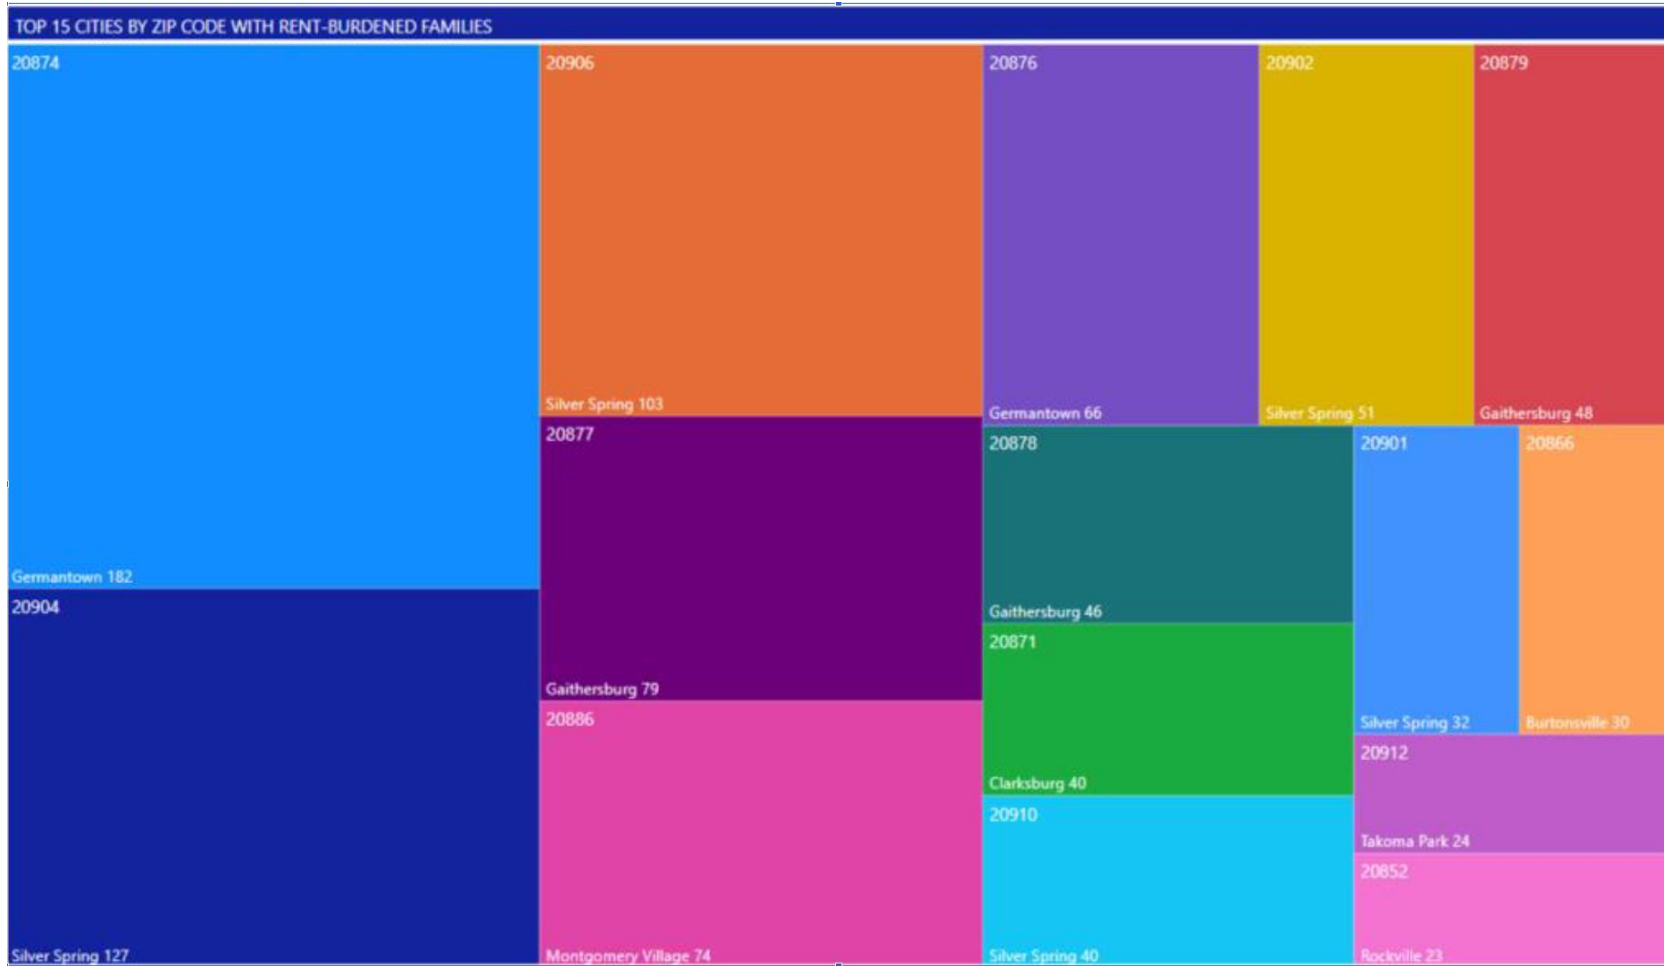 TOP 15 CITIES BY ZIP CODE WITH RENT-BURDENED FAMILIES
20874
Germantown 182
20904
Silver Spring 127
20906
Silver Spring 103
20877
Gaithersburg 79
20886
Montgomery Village 74
20876
Germantown 66
20902
Silver Spring 51
20879
Gaithersburg 48
20878
Gaithersburg 46
20871
Clarksburg 40
20910
Silver Spring 40
20901
Silver Spring 32
20866
Burtonsville 30
20912
Takoma Park 24
20852
Rockville 23